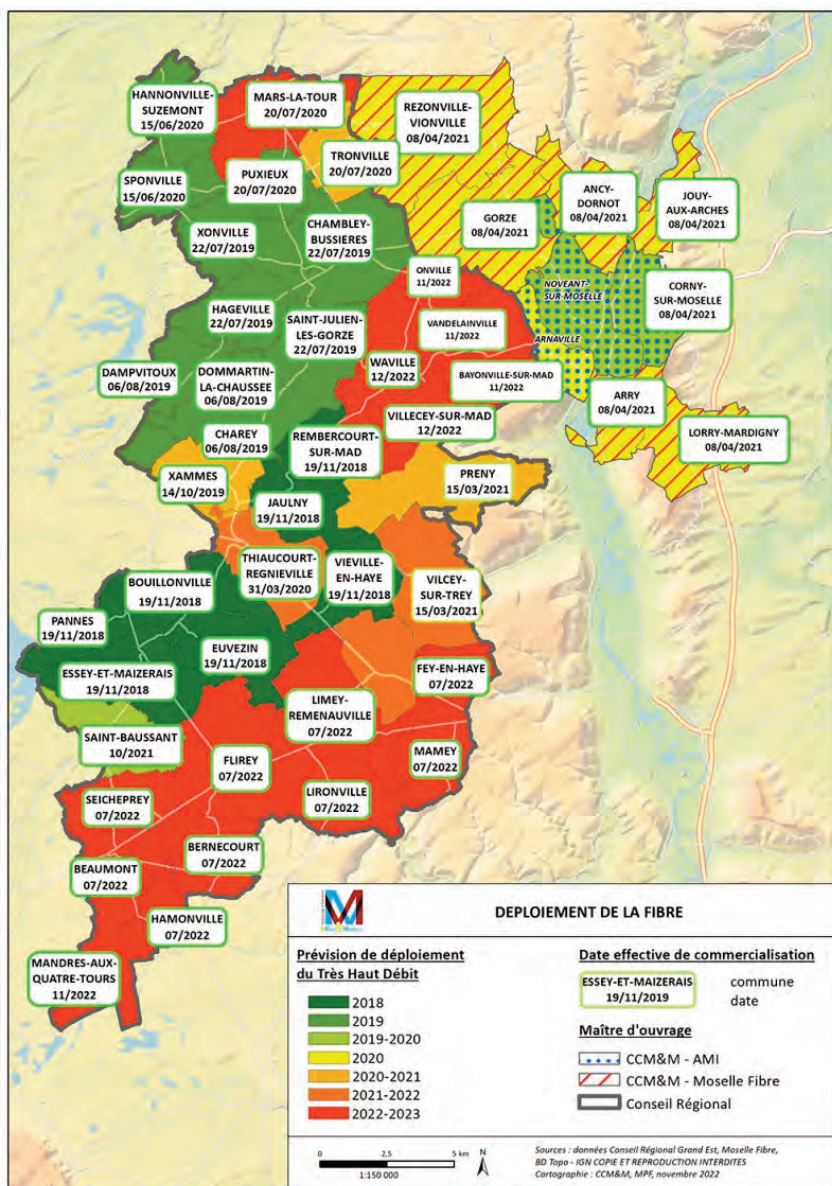 HANNONVILLE-
SUZEMONT
15/06/2020
MARS-LA-TOUR
20/07/2020
REZONVILLE-
VIONVILLE
08/04/2021
TRONVILLE
20/07/2020
SPONVILLE
15/06/2020
PUXIEUX
20/07/2020
ANCY-
DORNOT
08/04/2021
JOUY-
AUX-ARCHES
08/04/2021
GORZE
08/04/2021
XONVILLE
22/07/2019
CHAMBLEY-
BUSSIERES
22/07/2019
ONVILLE
11/2022
NOVEANT-
SUR-MOSELLE
CORNY-
SUR-MOSELLE
08/04/2021
HAGEVILLE
22/07/2019
SAINT-JULIEN-
LES-GORZE
22/07/2019
VANDELAINVILLE
11/2022
ARNAVILLE
DAMPVITOUX
06/08/2019
DOMMARTIN-
LA-CHAUSSEE
06/08/2019
WAVILLE
12/2022
BAYONVILLE-SUR-MAD
11/2022
ARRY
08/04/2021
CHAREY
06/08/2019
REMBERCOURT-
SUR-MAD
19/11/2018
VILLECEY-SUR-MAD
12/2022
LORRY-MARDIGNY
08/04/2021
XAMMES
14/10/2019
PRENY
15/03/2021
JAULNY
19/11/2018
THIAUCOURT-
REGNIEVILLE
31/03/2020
VIEVILLE-
EN-HAYE
19/11/2018
VILCEY-
SUR-TREY
15/03/2021
BOUILLONVILLE
19/11/2018
PANNES
19/11/2018
EUVEZIN
19/11/2018
ESSEY-ET-MAIZERAIS
19/11/2018
FEY-EN-HAYE
07/2022
LIMEY-
REMENAUVILLE
07/2022
SAINT-BAUSSANT
10/2021
FLIREY
07/2022
MAMEY
07/2022
SEICHEPREY
07/2022
LIRONVILLE
07/2022
BERNECOURT
07/2022
BEAUMONT
07/2022
HAMONVILLE
07/2022
MANDRES-AUX-
QUATRE-TOURS
11/2022
DEPLOIEMENT DE LA FIBRE
Prévision de déploiement
du Très Haut Débit
2018
2019
2019-2020
2020
2020-2021
2021-2022
2022-2023
Date effective de commercialisation
ESSEY-ET-MAIZERAIS
19/11/2019
commune
date
Maître d'ouvrage
CCM&M - AMI
CCM&M - Moselle Fibre
Conseil Régional
0 2,5 5 km
N
1:150 000
Sources : données Conseil Régional Grand Est, Moselle Fibre,
BD Topo - IGN COPIE ET REPRODUCTION INTERDITES
Cartographie : CCM&M, MPF, novembre 2022